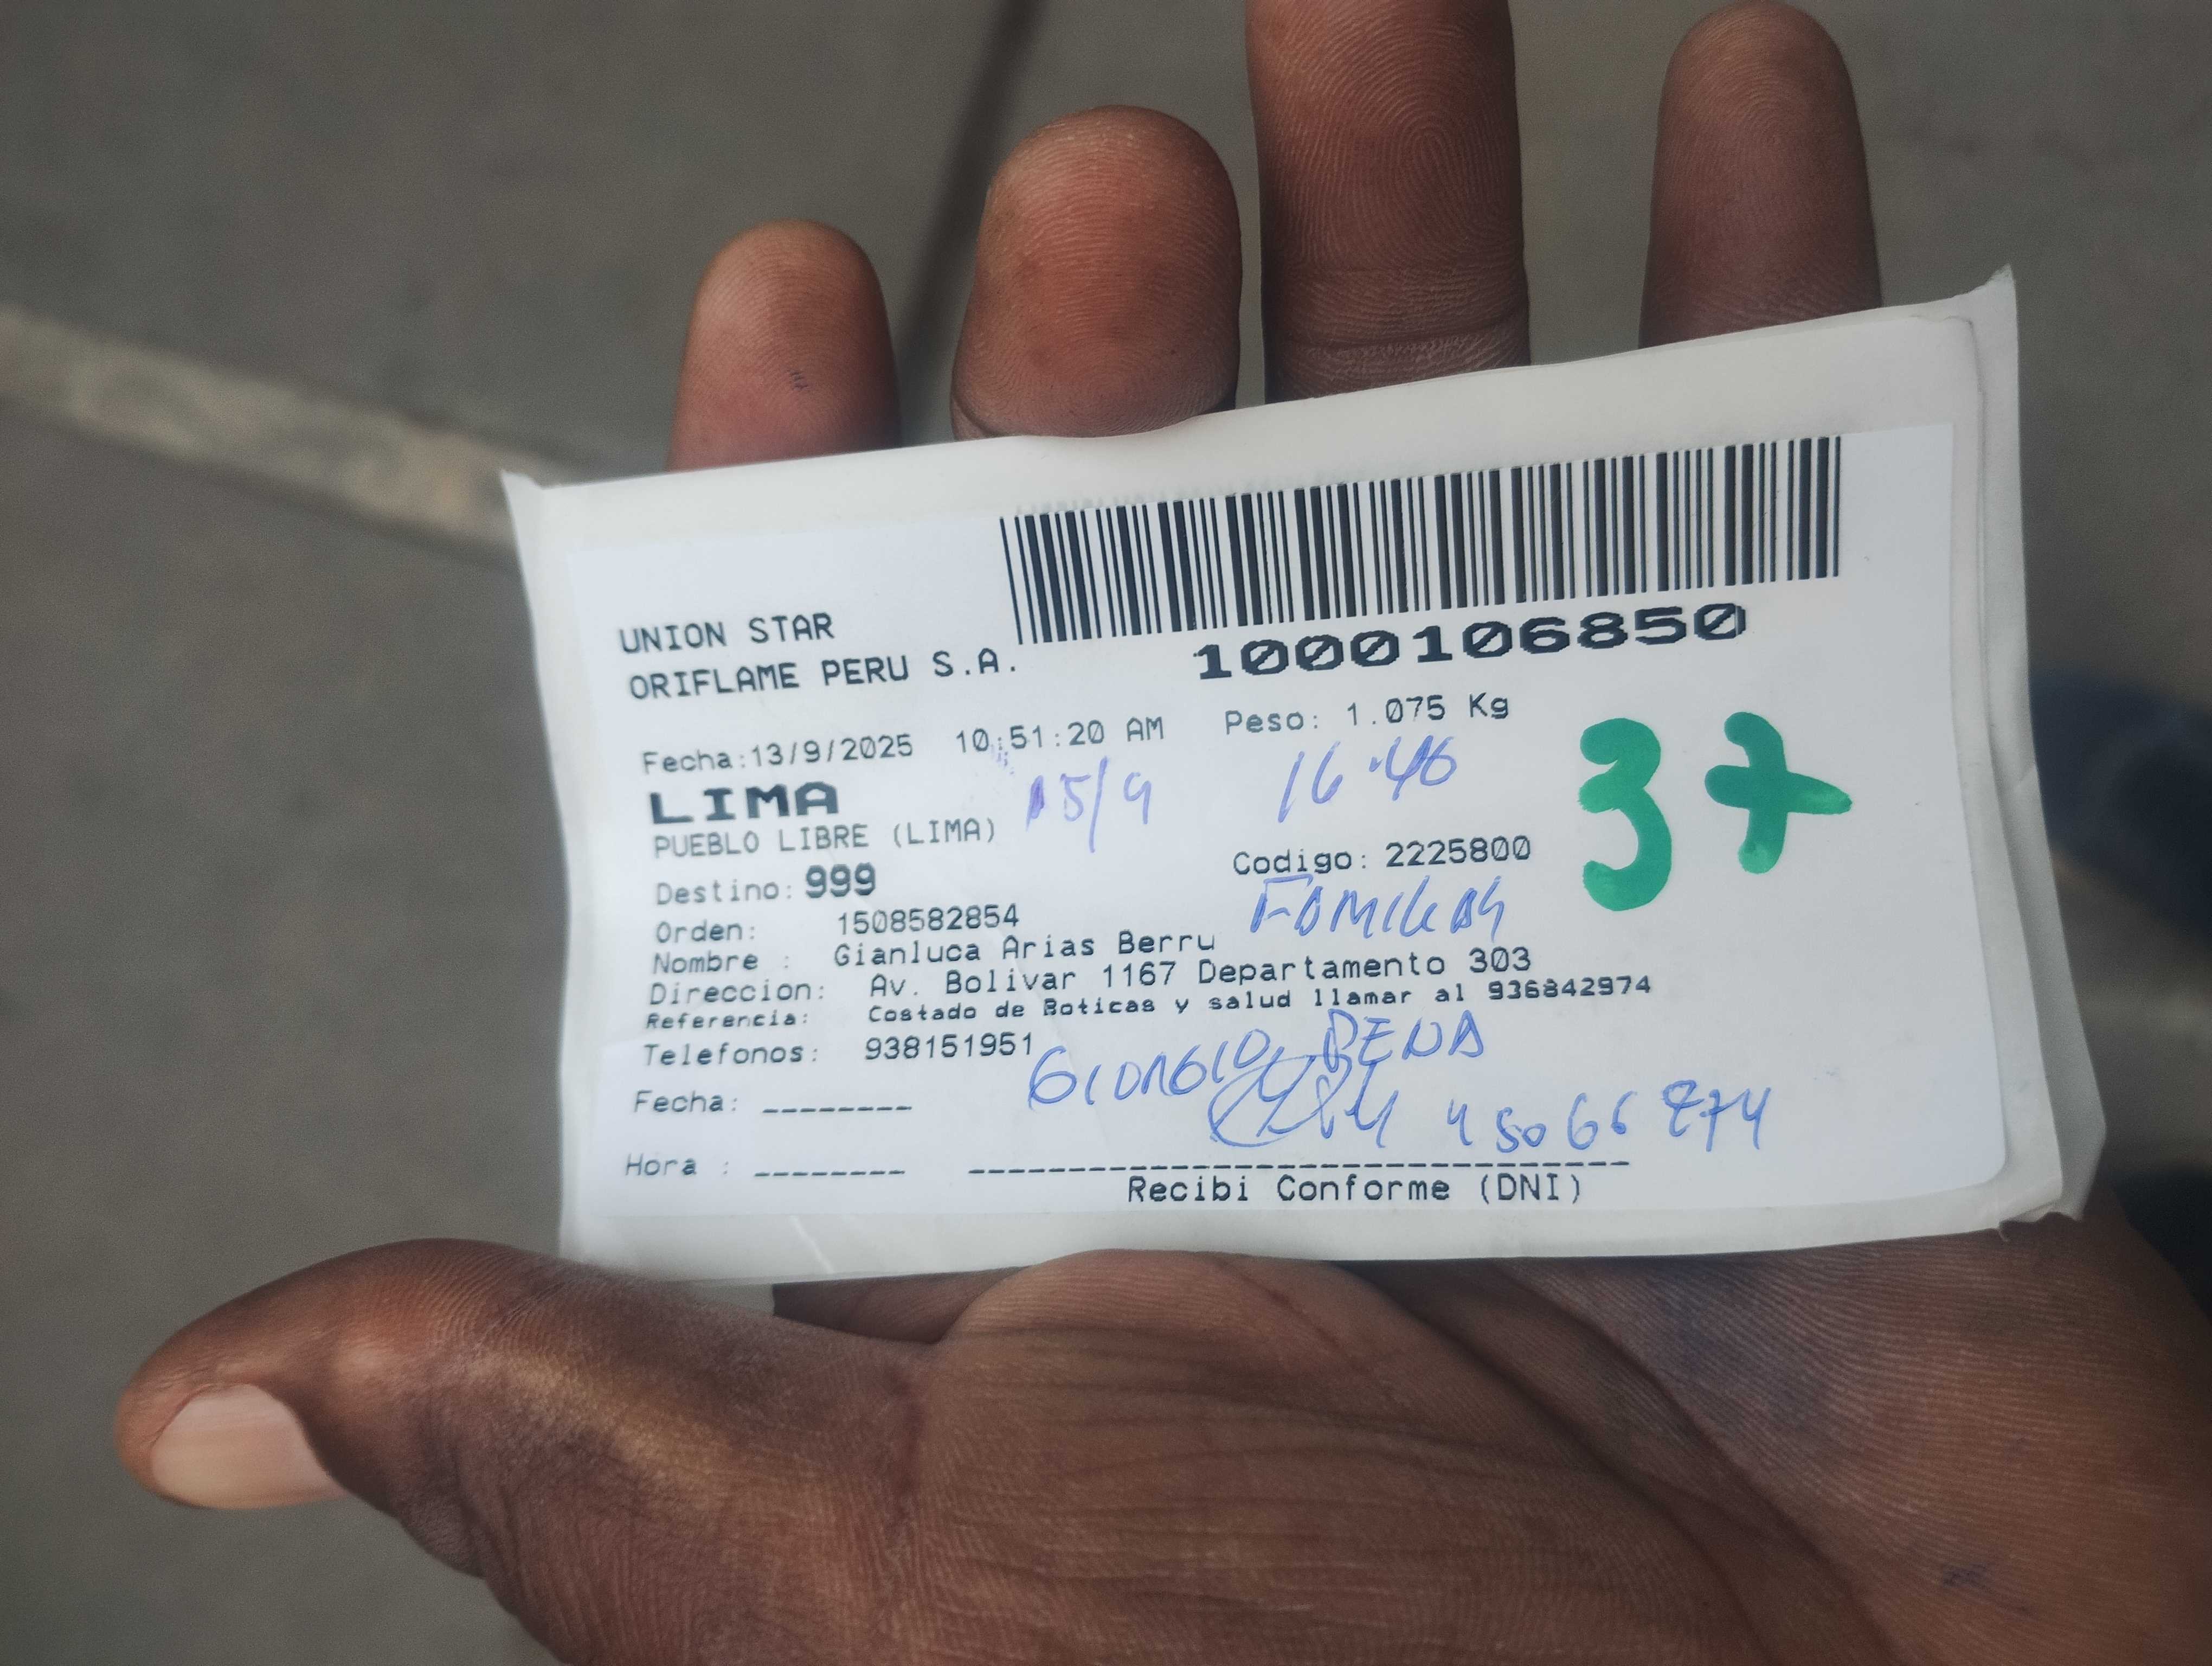 UNION STAR
ORIFLAME PERU S.A.
1000106850
Fecha:13/9/2025 10:51:20 AM Peso: 1.075 Kg
LIMA 15/9 16:46
37
PUEBLO LIBRE (LIMA)
Destino: 999 Codigo: 2225800
Orden: 1508582854 FAMILIAR
Nombre : Gianluca Arias Berru
Direccion: Av. Bolivar 1167 Departamento 303
Referencia: Costado de Boticas y salud llamar al 936842974
Telefonos: 938151951 GIORGIO PENA
Fecha: --------
Hora : --------
Recibi Conforme (DNI)